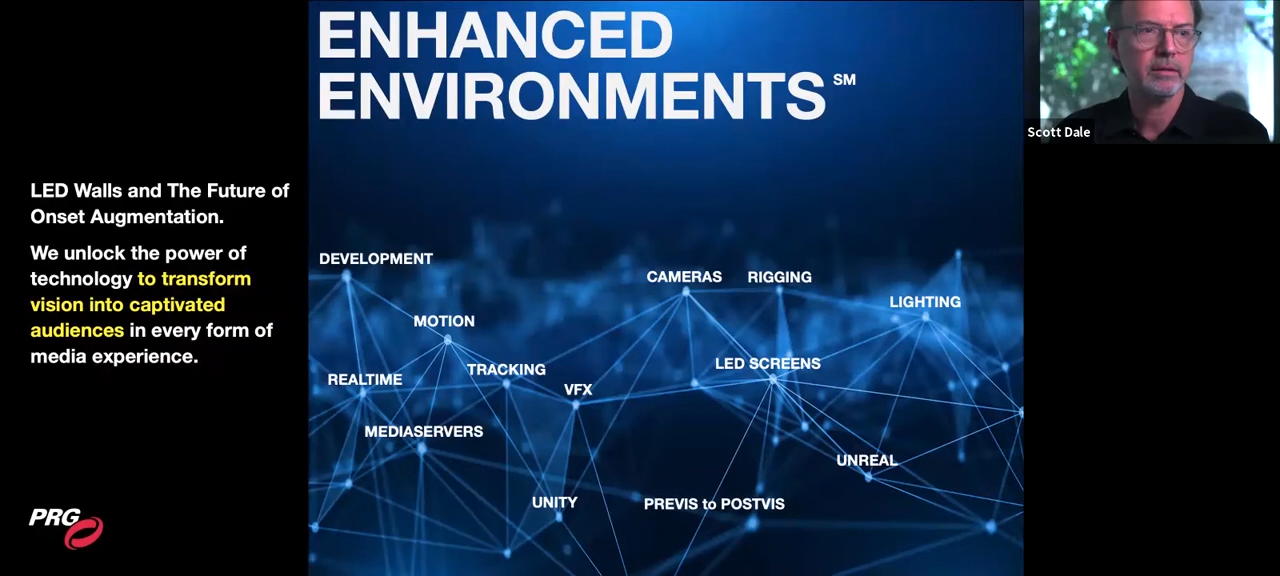 ENHANCED
ENVIRONMENTS SM
Scott Dale
LED Walls and The Future of
Onset Augmentation.
We unlock the power of
technology to transform
vision into captivated
audiences in every form of
media experience.
DEVELOPMENT
CAMERAS
RIGGING
LIGHTING
MOTION
TRACKING
LED SCREENS
REALTIME
VFX
MEDIASERVERS
UNREAL
UNITY
PREVIS to POSTVIS
PRG